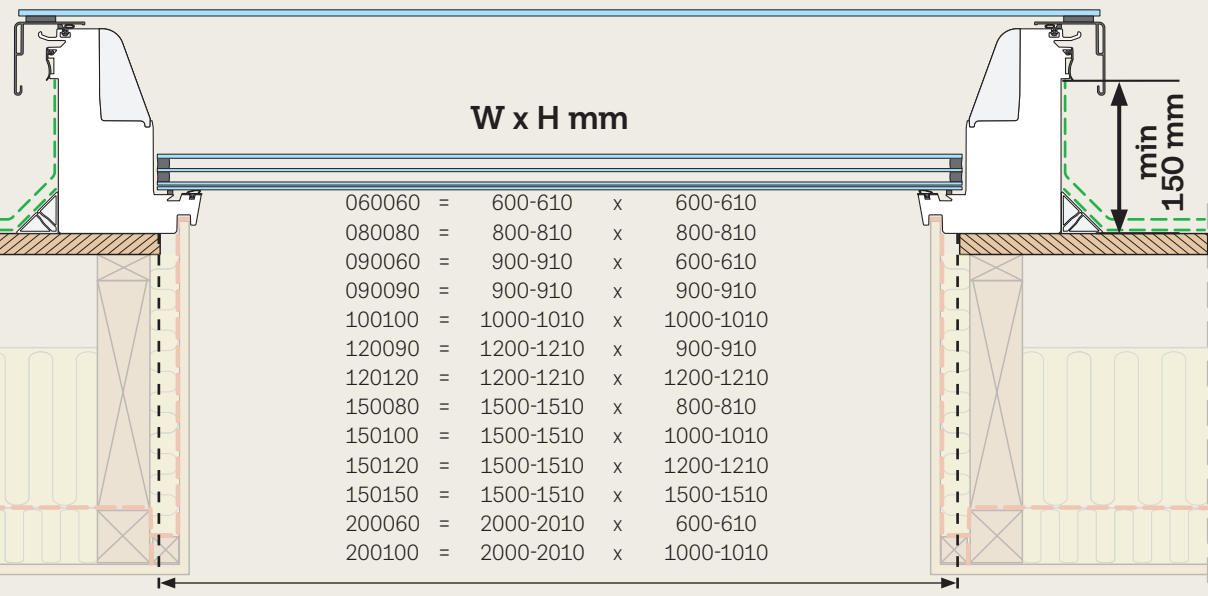 W x H mm
min
150 mm
060060 = 600-610 x 600-610
080080 = 800-810 x 800-810
090060 = 900-910 x 600-610
090090 = 900-910 x 900-910
100100 = 1000-1010 x 1000-1010
120090 = 1200-1210 x 900-910
120120 = 1200-1210 x 1200-1210
150080 = 1500-1510 x 800-810
150100 = 1500-1510 x 1000-1010
150120 = 1500-1510 x 1200-1210
150150 = 1500-1510 x 1500-1510
200060 = 2000-2010 x 600-610
200100 = 2000-2010 x 1000-1010